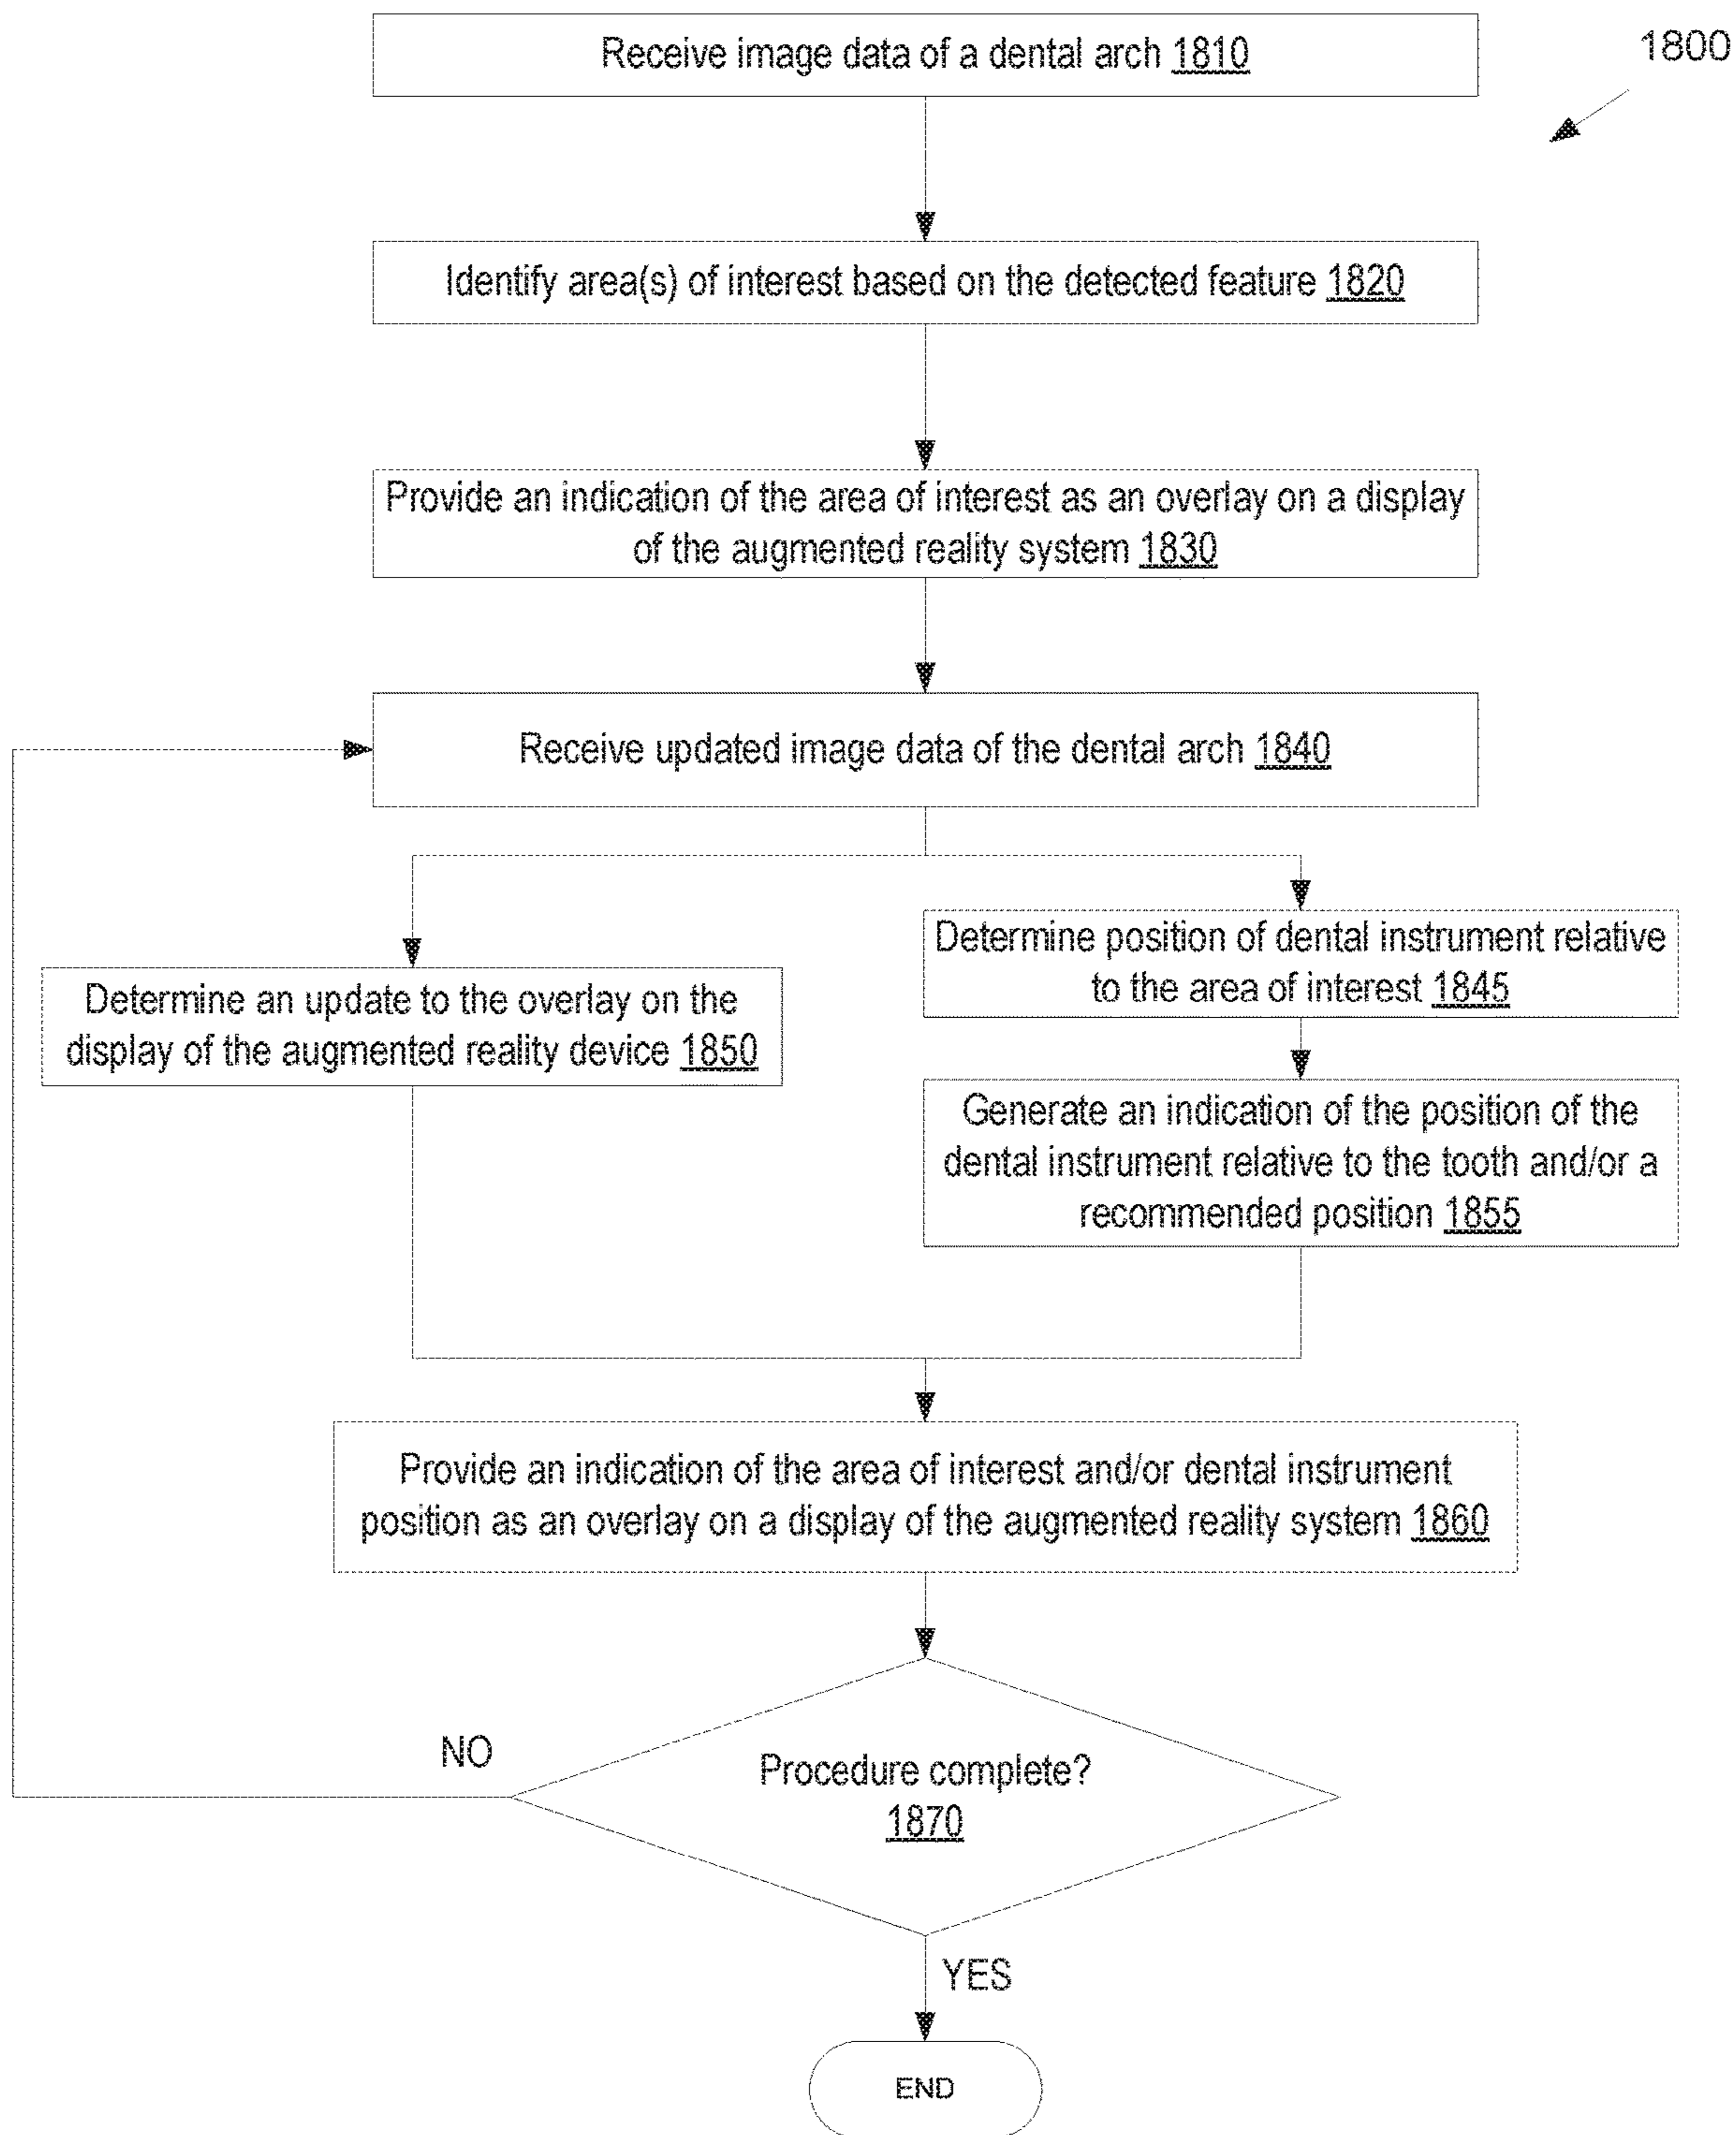 1800
Receive image data of a dental arch 1810
Identify area(s) of interest based on the detected feature 1820
Provide an indication of the area of interest as an overlay on a display
of the augmented reality system 1830
Receive updated image data of the dental arch 1840
Determine an update to the overlay on the
display of the augmented reality device 1850
Determine position of dental instrument relative
to the area of interest 1845
Generate an indication of the position of the
dental instrument relative to the tooth and/or a
recommended position 1855
Provide an indication of the area of interest and/or dental instrument
position as an overlay on a display of the augmented reality system 1860
NO
Procedure complete?
1870
YES
END